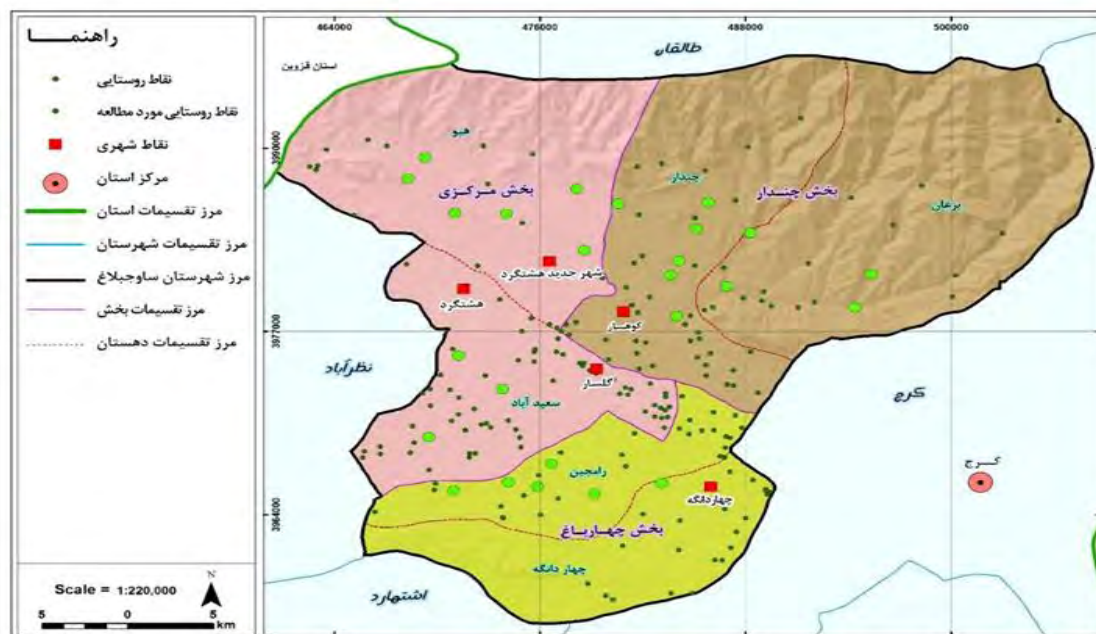 راهنمـــا
نقاط روستایی
نقاط روستایی مورد مطالعه
نقاط شهری
مرکز استان
مرز تقسیمات استان
مرز تقسیمات شهرستان
مرز شهرستان ساوجبلاغ
مرز تقسیمات بخش
مرز تقسیمات دهستان
Scale = 1:220,000
N
5 0 5
km
464000 476000 488000 500000
3990000
3977000
3964000
طالقان
استان قزوین
هیو
بخش مرکزی
چندار
بخش چندار
برغان
شهر جدید هشتگرد
هشتگرد
کوهسار
نظرآباد
گلسار
سعید آباد
کرج
رامجین
کرج
چهاردانگه
بخش چهارباغ
چهار دانگه
اشتهارد